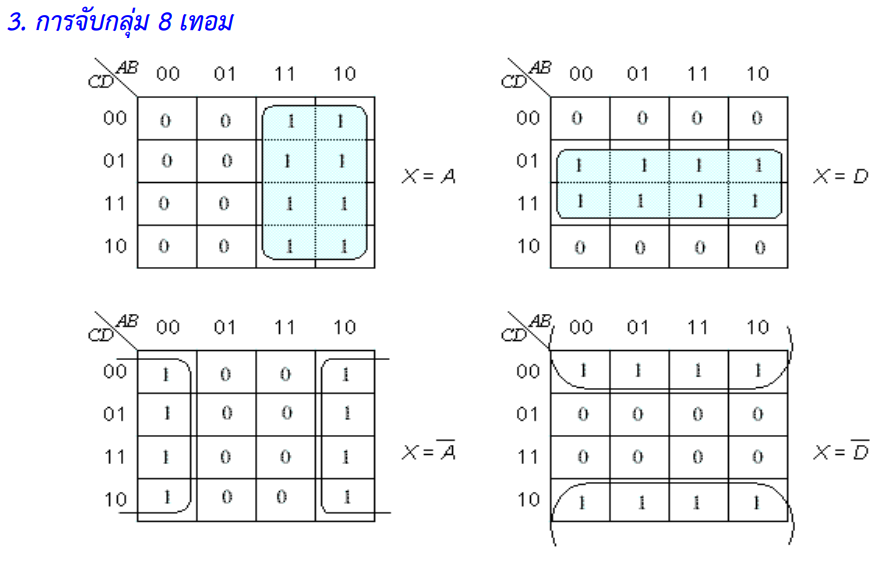 3. การจับกลุ่ม 8 เทอม
AB
CD
00 01 11 10
00 0 0 1 1
01 0 0 1 1
11 0 0 1 1
10 0 0 1 1
X = A
AB
CD
00 01 11 10
00 0 0 0 0
01 1 1 1 1
11 1 1 1 1
10 0 0 0 0
X = D
AB
CD
00 01 11 10
00 1 0 0 1
01 1 0 0 1
11 1 0 0 1
10 1 0 0 1
X = A̅
AB
CD
00 01 11 10
00 1 1 1 1
01 0 0 0 0
11 0 0 0 0
10 1 1 1 1
X = D̅